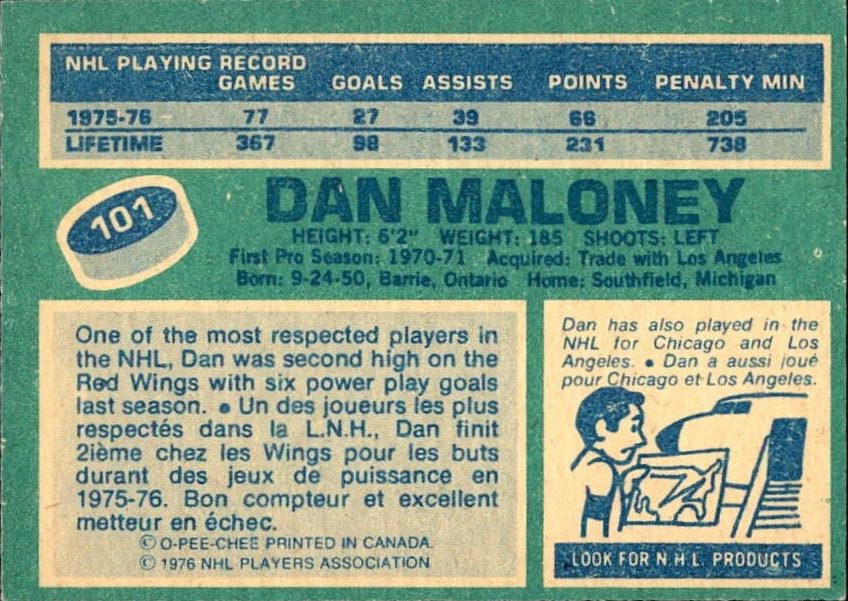 NHL PLAYING RECORD
GAMES GOALS ASSISTS POINTS PENALTY MIN
1975-76 77 27 39 66 205
LIFETIME 367 98 133 231 738
101
DAN MALONEY
HEIGHT: 6'2" WEIGHT: 185 SHOOTS: LEFT
First Pro Season: 1970-71 Acquired: Trade with Los Angeles
Born: 9-24-50, Barrie, Ontario Home: Southfield, Michigan
One of the most respected players in
the NHL, Dan was second high on the
Red Wings with six power play goals
last season. • Un des joueurs les plus
respectés dans la L.N.H., Dan finit
2ième chez les Wings pour les buts
durant des jeux de puissance en
1975-76. Bon compteur et excellent
metteur en échec.
© O-PEE-CHEE PRINTED IN CANADA.
© 1976 NHL PLAYERS ASSOCIATION
Dan has also played in the
NHL for Chicago and Los
Angeles. • Dan a aussi joué
pour Chicago et Los Angeles.
LOOK FOR N.H.L. PRODUCTS